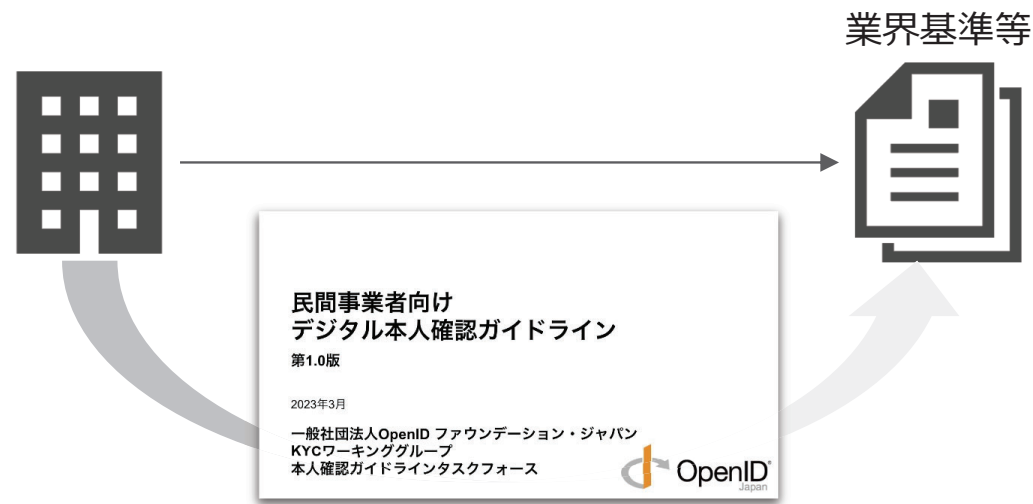 業界基準等
民間事業者向け
デジタル本人確認ガイドライン
第1.0版
2023年3月
一般社団法人OpenID ファウンデーション・ジャパン
KYCワーキンググループ
本人確認ガイドラインタスクフォース
OpenID
Japan